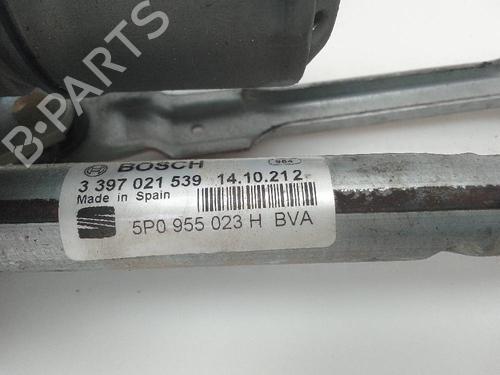 B-PARTS
BOSCH
984
3 397 021 539 14.10.212
Made in Spain
5P0 955 023 H BVA